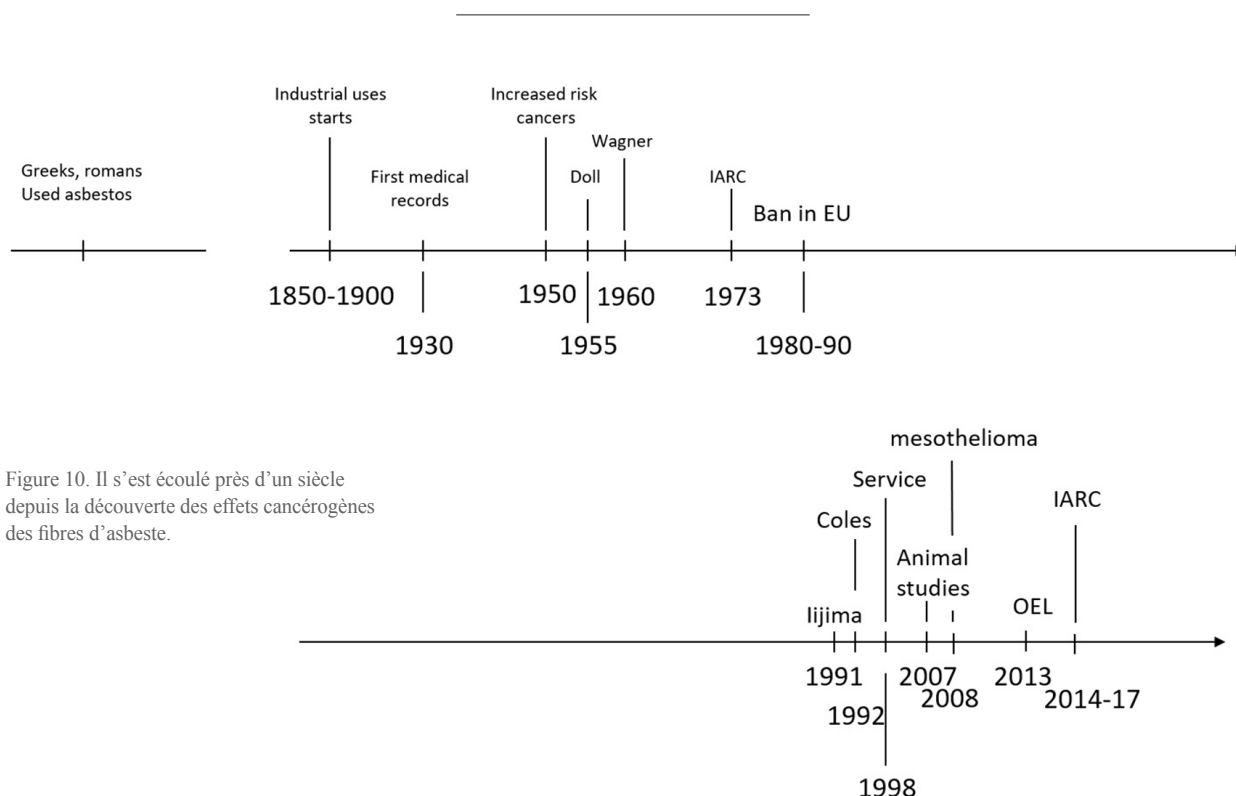 Industrial uses
starts
Increased risk
cancers
Wagner
Greeks, romans
Used asbestos
First medical
records
Doll
IARC
Ban in EU
1850-1900
1950
1960
1973
1930
1955
1980-90
mesothelioma
Figure 10. Il s’est écoulé près d’un siècle
depuis la découverte des effets cancérogènes
des fibres d’asbeste.
Service
IARC
Coles
Animal
studies
Iijima
OEL
1991
2007
2013
2008
2014-17
1992
1998